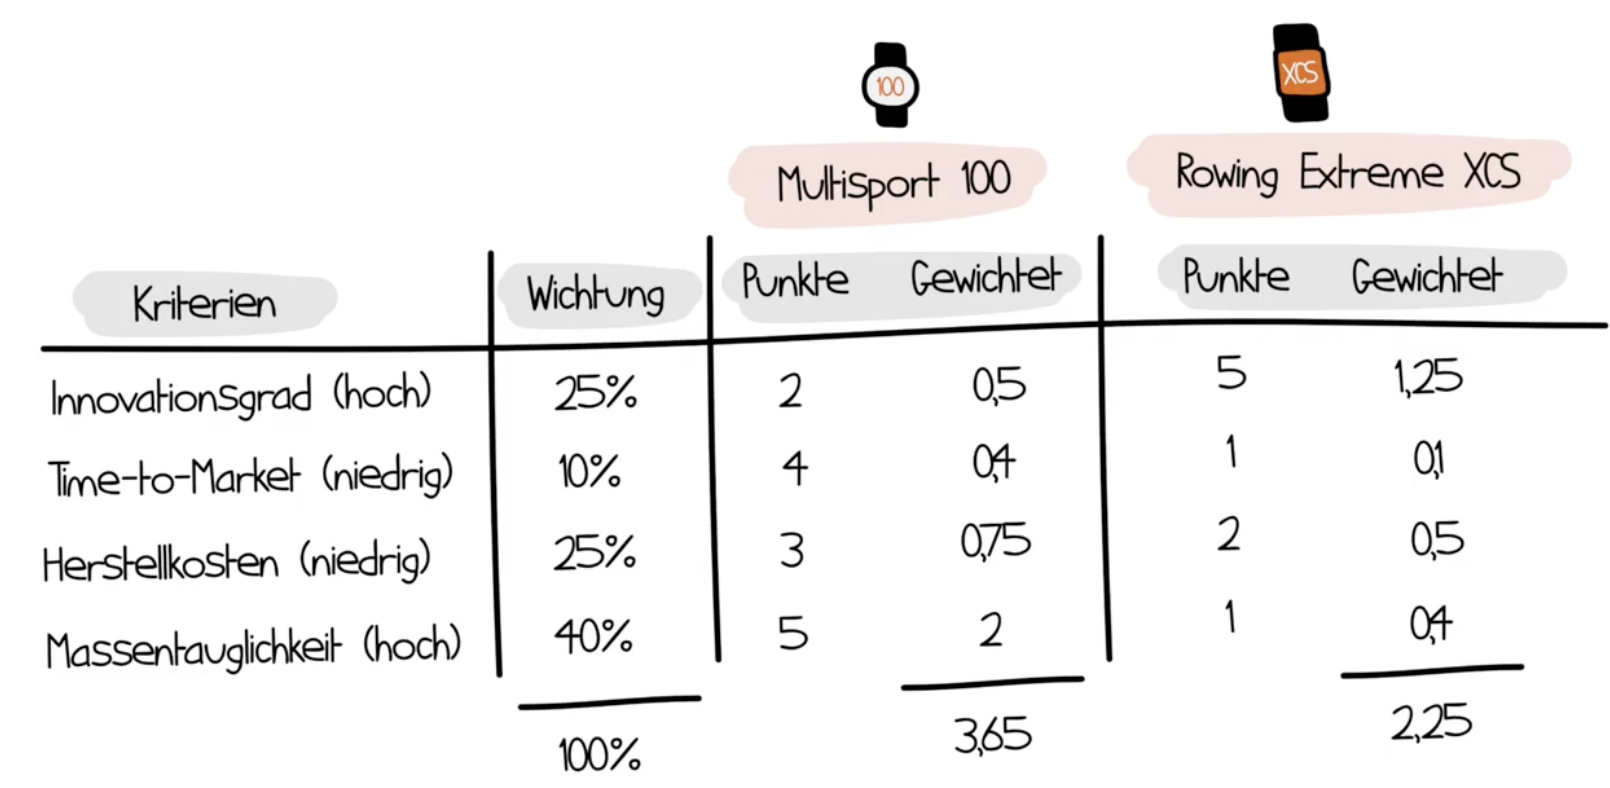 100
XCS
Multisport 100
Rowing Extreme XCS
Kriterien Wichtung Punkte Gewichtet Punkte Gewichtet
Innovationsgrad (hoch) 25% 2 0,5 5 1,25
Time-to-Market (niedrig) 10% 4 0,4 1 0,1
Herstellkosten (niedrig) 25% 3 0,75 2 0,5
Massentauglichkeit (hoch) 40% 5 2 1 0,4
100% 3,65 2,25